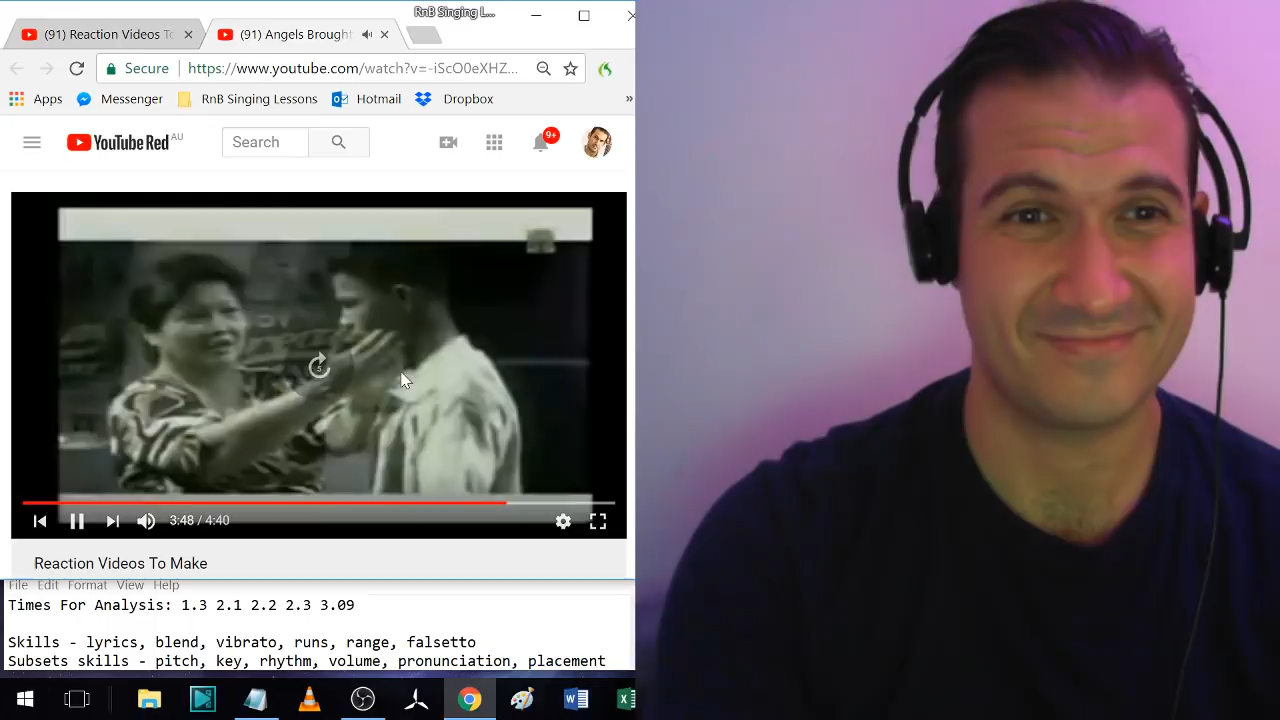 RnB Singing L...
(91) Reaction Videos To
(91) Angels Brought
Secure
https://www.youtube.com/watch?v=-iScO0eXHZ...
Apps
Messenger
RnB Singing Lessons
Hotmail
Dropbox
»
YouTube Red AU
Search
9+
5
3:48 / 4:40
Reaction Videos To Make
File Edit Format View Help
Times For Analysis: 1.3 2.1 2.2 2.3 3.09
Skills - lyrics, blend, vibrato, runs, range, falsetto
Subsets skills - pitch, key, rhythm, volume, pronunciation, placement